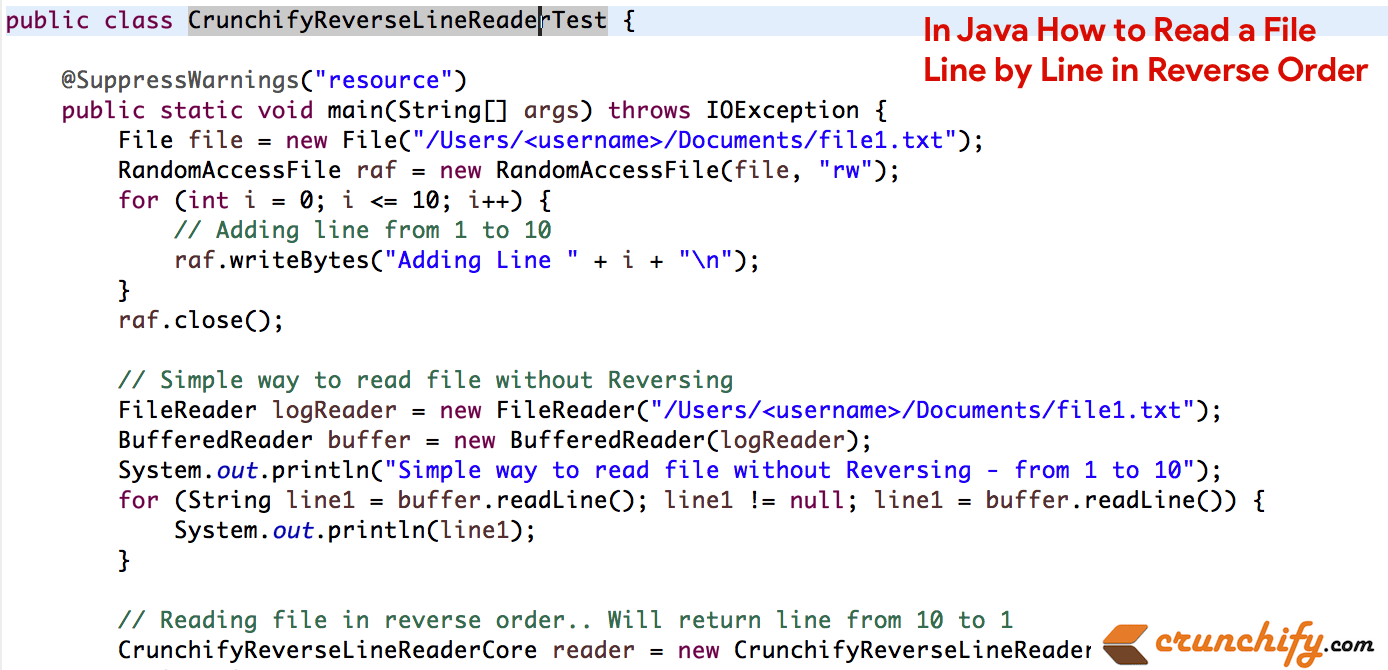 public class CrunchifyReverseLineReaderTest {
In Java How to Read a File
Line by Line in Reverse Order
@SuppressWarnings("resource")
public static void main(String[] args) throws IOException {
File file = new File("/Users/<username>/Documents/file1.txt");
RandomAccessFile raf = new RandomAccessFile(file, "rw");
for (int i = 0; i <= 10; i++) {
// Adding line from 1 to 10
raf.writeBytes("Adding Line " + i + "\n");
}
raf.close();
// Simple way to read file without Reversing
FileReader logReader = new FileReader("/Users/<username>/Documents/file1.txt");
BufferedReader buffer = new BufferedReader(logReader);
System.out.println("Simple way to read file without Reversing - from 1 to 10");
for (String line1 = buffer.readLine(); line1 != null; line1 = buffer.readLine()) {
System.out.println(line1);
}
// Reading file in reverse order.. Will return line from 10 to 1
CrunchifyReverseLineReaderCore reader = new CrunchifyReverseLineReader
crunchify.com